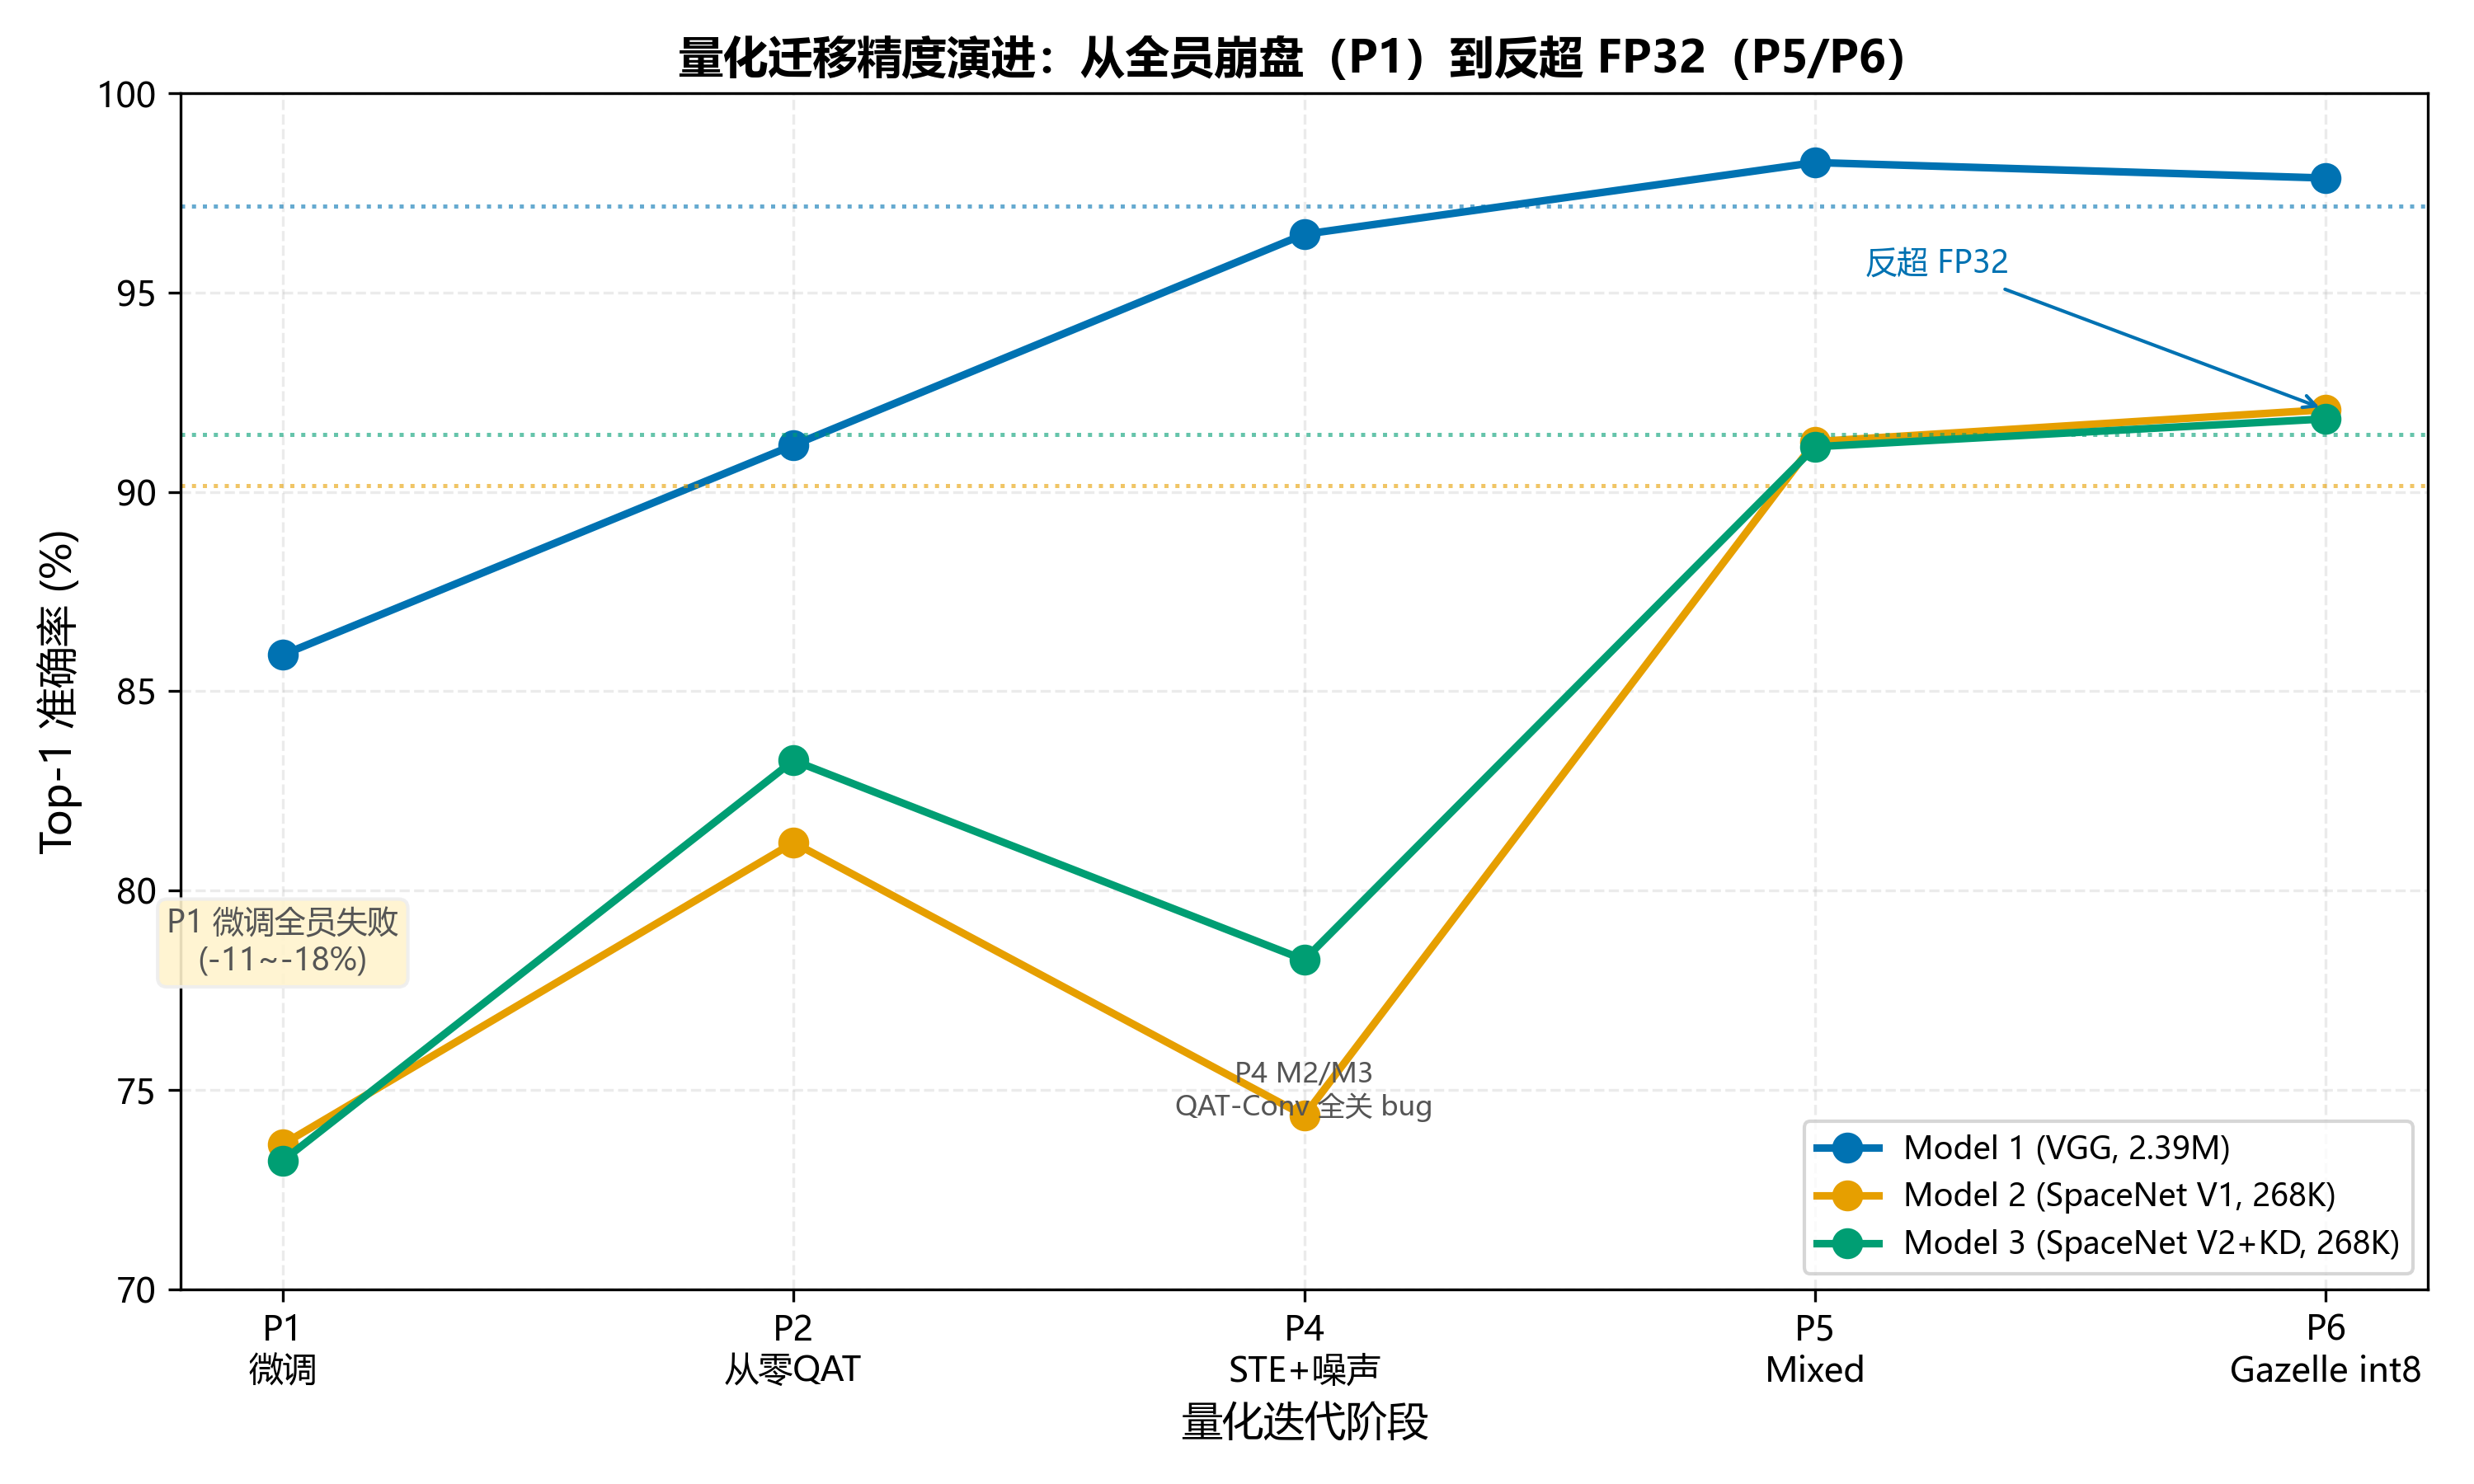 量化迁移精度演进：从全员崩盘（P1）到反超 FP32（P5/P6）
Top-1 准确率 (%)
100
95
90
85
80
75
70
反超 FP32
P1 微调全员失败
(-11~-18%)
P4 M2/M3
QAT-Conv 全关 bug
Model 1 (VGG, 2.39M)
Model 2 (SpaceNet V1, 268K)
Model 3 (SpaceNet V2+KD, 268K)
P1
微调
P2
从零QAT
P4
STE+噪声
P5
Mixed
P6
Gazelle int8
量化迭代阶段